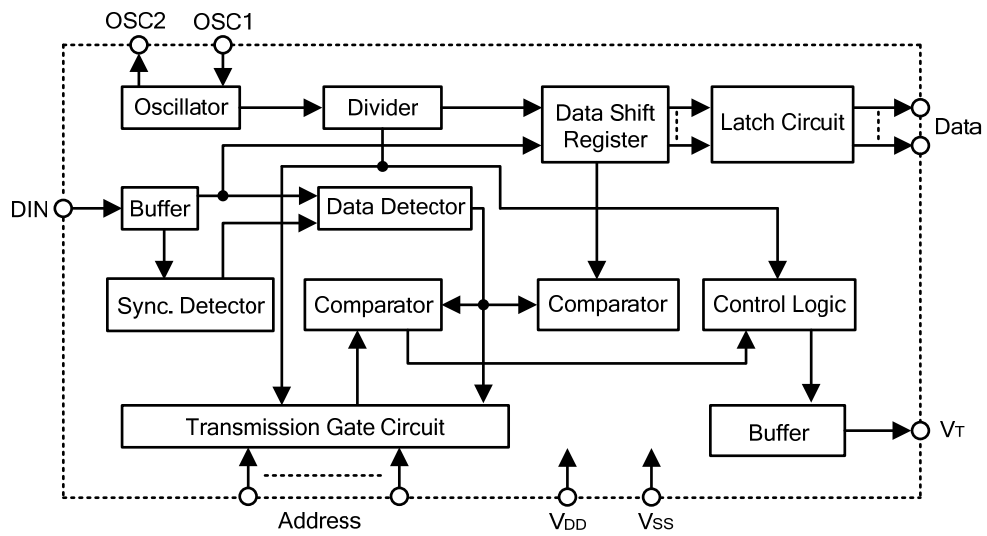 OSC2
OSC1
Oscillator
Divider
Data Shift
Register
Latch Circuit
Data
DIN
Buffer
Data Detector
Sync. Detector
Comparator
Comparator
Control Logic
Transmission Gate Circuit
Buffer
VT
Address
VDD
VSS